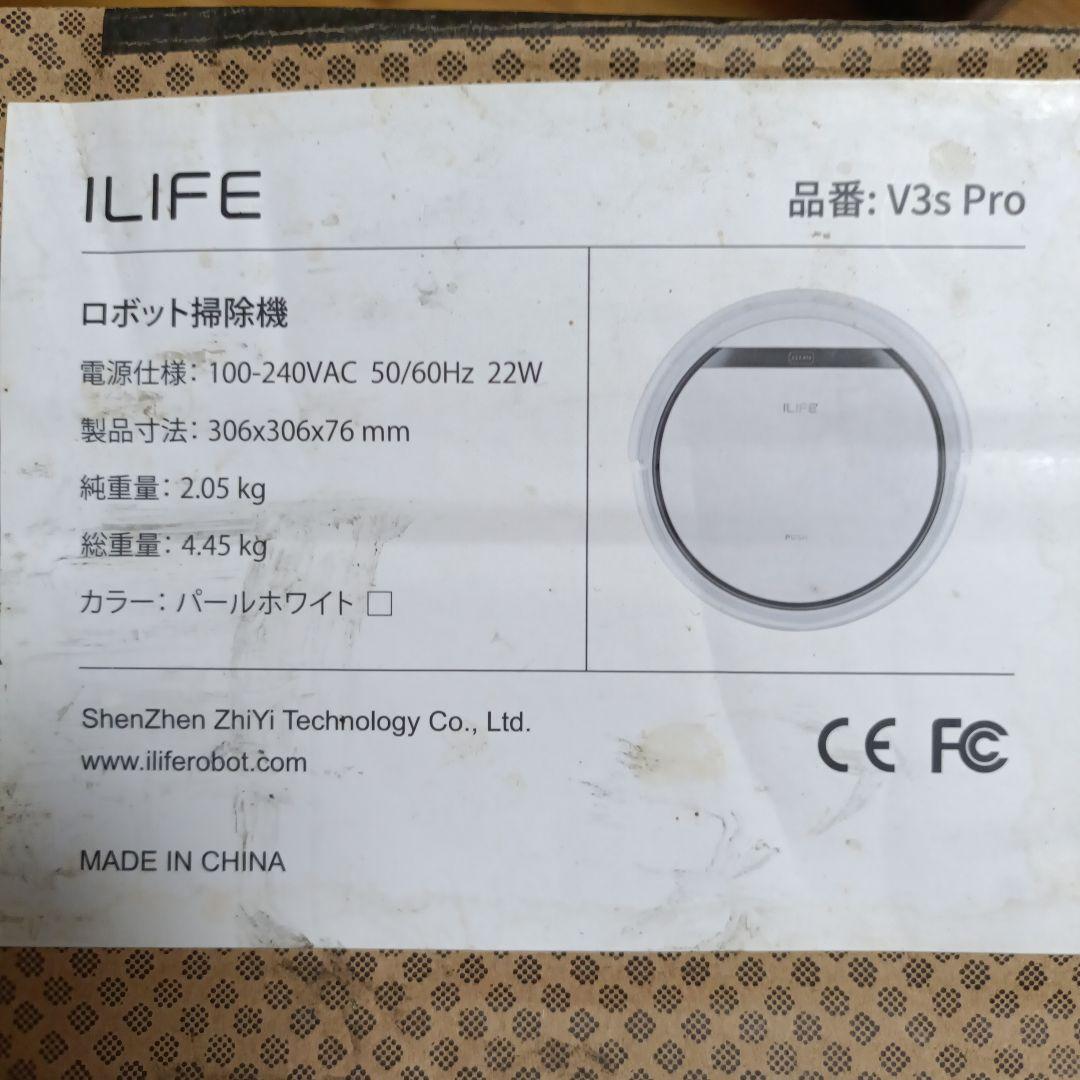 ILIFE
品番: V3s Pro
ロボット掃除機
電源仕様: 100-240VAC 50/60Hz 22W
製品寸法: 306x306x76 mm
純重量: 2.05 kg
総重量: 4.45 kg
カラー: パールホワイト □
ILIFE
PUSH
ShenZhen ZhiYi Technology Co., Ltd.
www.iliferobot.com
CE FC
MADE IN CHINA